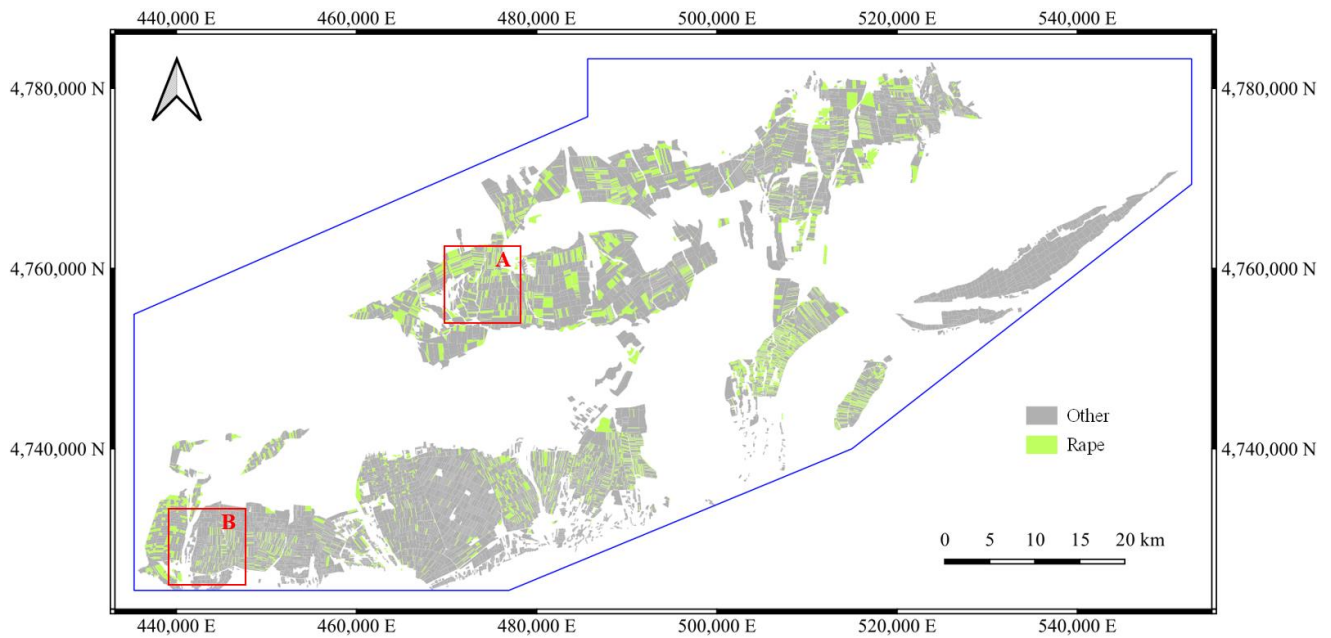 440,000 E 460,000 E 480,000 E 500,000 E 520,000 E 540,000 E
4,780,000 N 4,780,000 N
A
4,760,000 N 4,760,000 N
Other
Rape
4,740,000 N 4,740,000 N
B
0 5 10 15 20 km
440,000 E 460,000 E 480,000 E 500,000 E 520,000 E 540,000 E